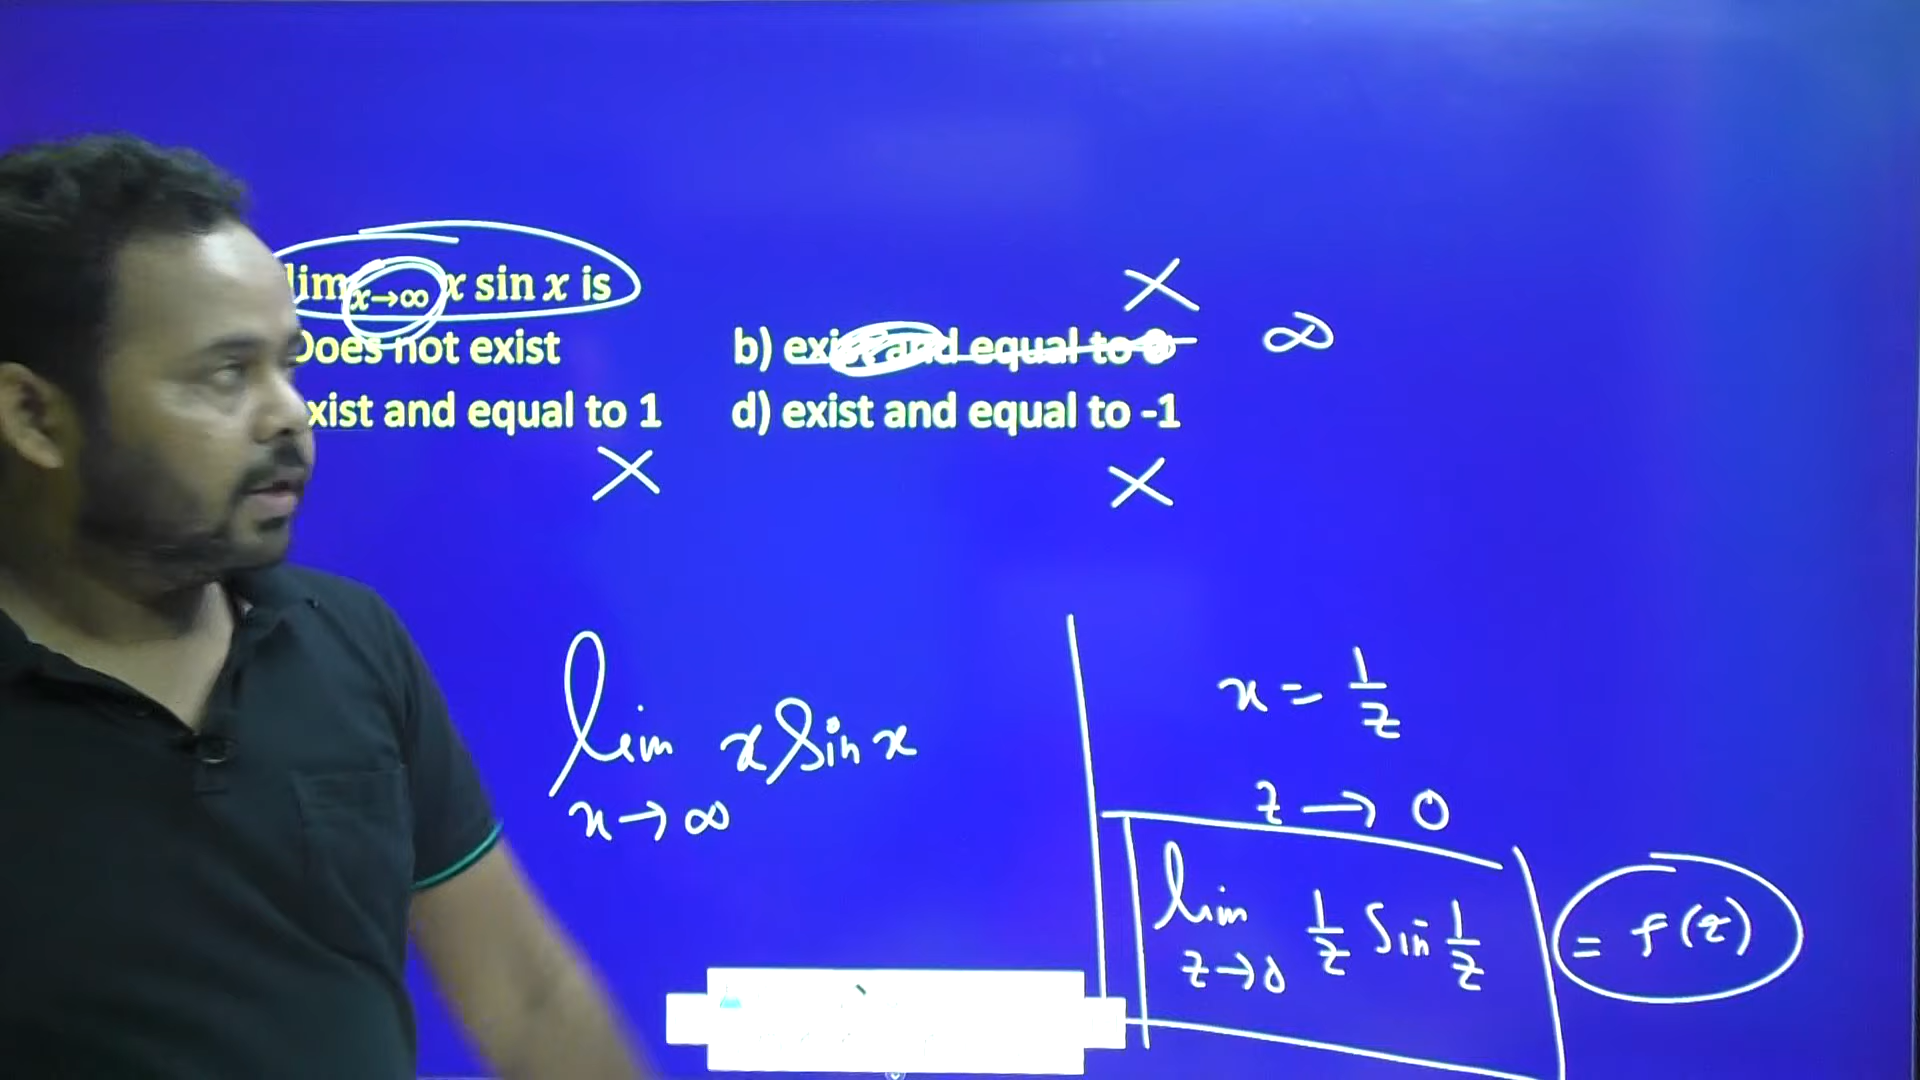 lim x→∞ x sin x is
Does not exist
b) exist and equal to 0
∞
xist and equal to 1
d) exist and equal to -1
lim x sin x
x→∞
x = 1/z
z → 0
lim 1/z Sin 1/z = f(z)
z→0